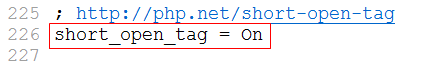 225 ; http://php.net/short-open-tag
226 short_open_tag = On
227